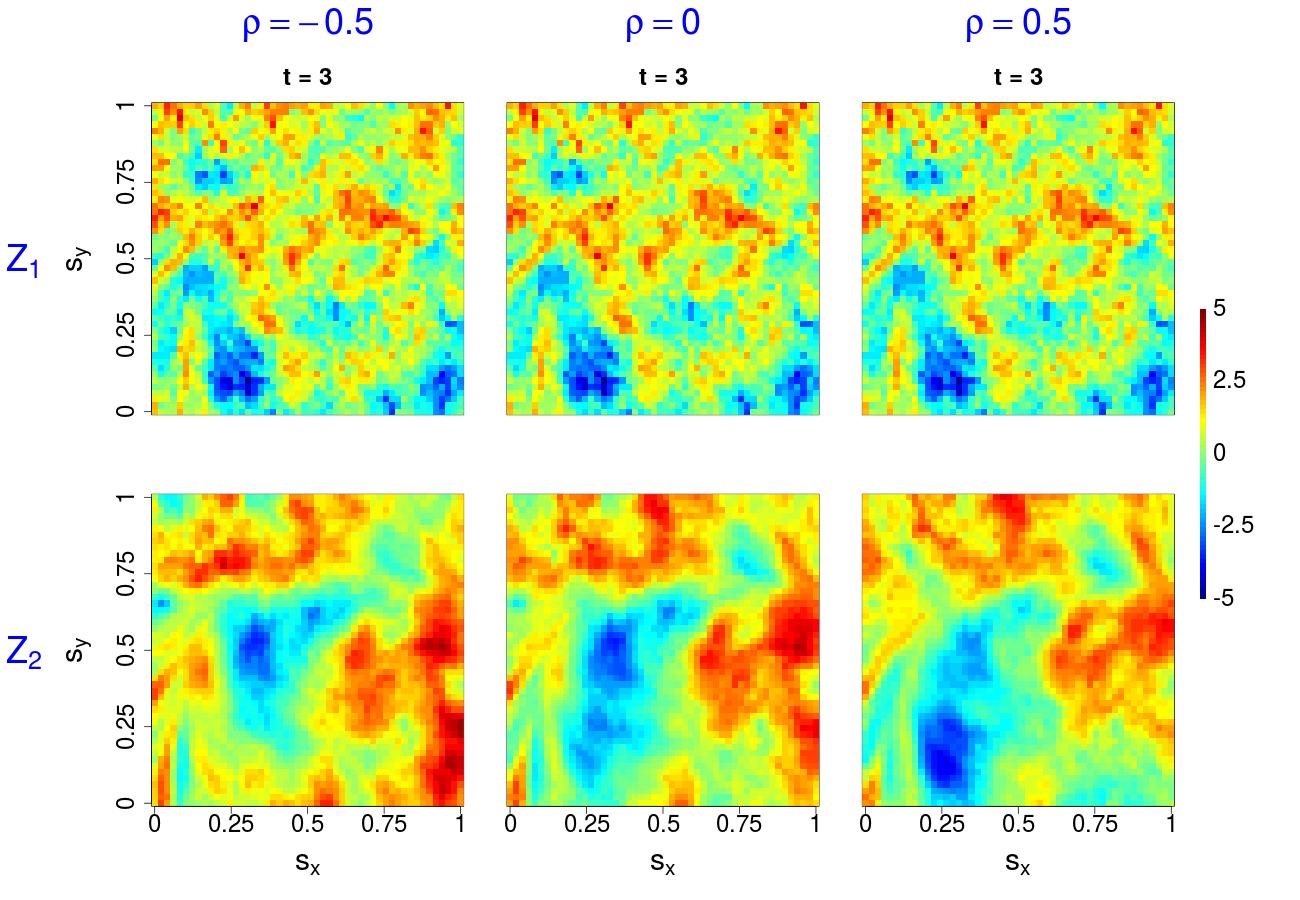 ρ = − 0.5 ρ = 0 ρ = 0.5
t = 3 t = 3 t = 3
Z1 sy 0 0.25 0.5 0.75 1
5
2.5
0
-2.5
-5
Z2 sy 0 0.25 0.5 0.75 1
0 0.25 0.5 0.75 1 0 0.25 0.5 0.75 1 0 0.25 0.5 0.75 1
sx sx sx